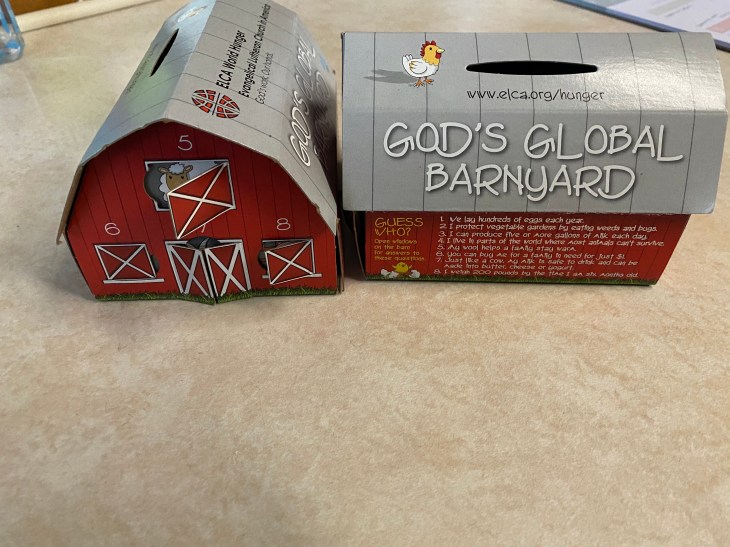 ELCA World Hunger
Evangelical Lutheran Church in America
God's work. Our hands.
GOD'S GLOBAL
5
6
7
8
www.elca.org/hunger
GOD'S GLOBAL
BARNYARD
GUESS
WHO?
Open windows
on the barn
for answers to
these questions
1. We lay hundreds of eggs each year.
2. I protect vegetable gardens by eating weeds and bugs.
3. I can produce five or more gallons of milk each day.
4. I live in parts of the world where most animals can't survive.
5. My wool helps a family stay warm.
6. You can buy me for a family in need for just $1.
7. Just like a cow, my milk is safe to drink and can be
made into butter, cheese or yogurt.
8. I weigh 200 pounds by the time I am six months old.